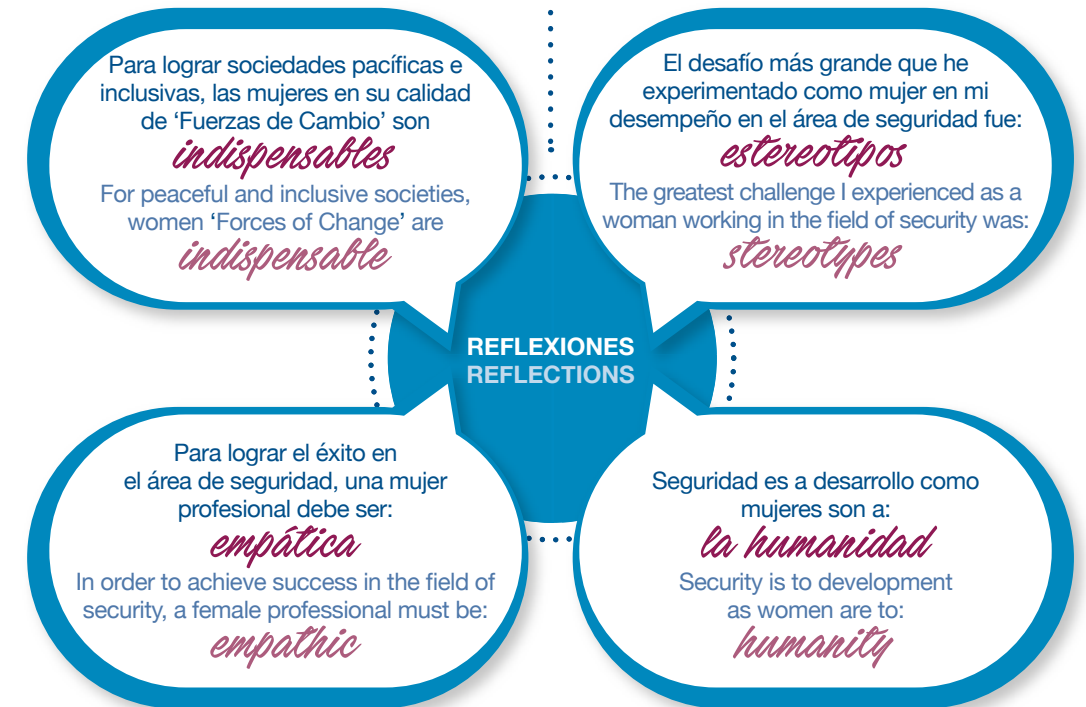 Para lograr sociedades pacíficas e
inclusivas, las mujeres en su calidad
de ‘Fuerzas de Cambio’ son
indispensables
For peaceful and inclusive societies,
women ‘Forces of Change’ are
indispensable
El desafío más grande que he
experimentado como mujer en mi
desempeño en el área de seguridad fue:
estereotipos
The greatest challenge I experienced as a
woman working in the field of security was:
stereotypes
REFLEXIONES
REFLECTIONS
Para lograr el éxito en
el área de seguridad, una mujer
profesional debe ser:
empática
In order to achieve success in the field of
security, a female professional must be:
empathic
Seguridad es a desarrollo como
mujeres son a:
la humanidad
Security is to development
as women are to:
humanity